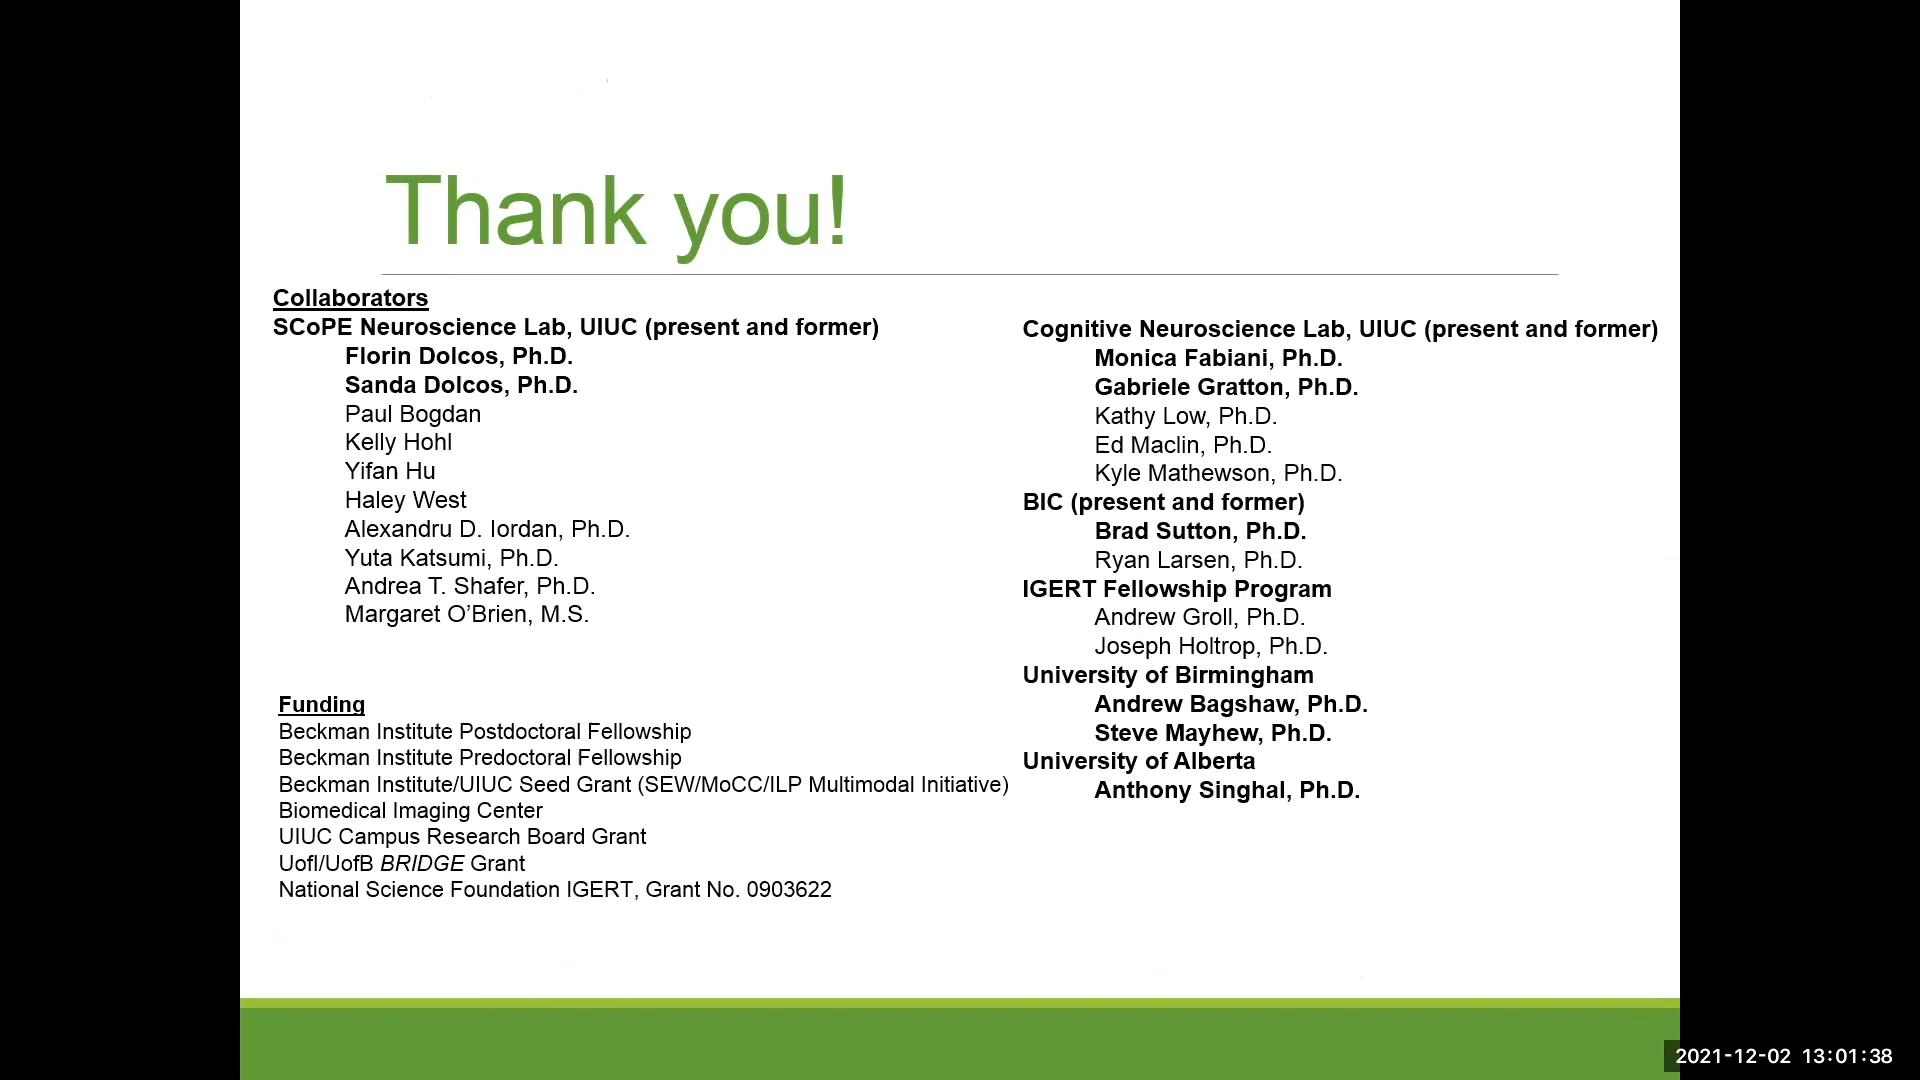 Thank you!
Collaborators
SCoPE Neuroscience Lab, UIUC (present and former)
Florin Dolcos, Ph.D.
Sanda Dolcos, Ph.D.
Paul Bogdan
Kelly Hohl
Yifan Hu
Haley West
Alexandru D. Iordan, Ph.D.
Yuta Katsumi, Ph.D.
Andrea T. Shafer, Ph.D.
Margaret O’Brien, M.S.
Funding
Beckman Institute Postdoctoral Fellowship
Beckman Institute Predoctoral Fellowship
Beckman Institute/UIUC Seed Grant (SEW/MoCC/ILP Multimodal Initiative)
Biomedical Imaging Center
UIUC Campus Research Board Grant
UofI/UofB BRIDGE Grant
National Science Foundation IGERT, Grant No. 0903622
Cognitive Neuroscience Lab, UIUC (present and former)
Monica Fabiani, Ph.D.
Gabriele Gratton, Ph.D.
Kathy Low, Ph.D.
Ed Maclin, Ph.D.
Kyle Mathewson, Ph.D.
BIC (present and former)
Brad Sutton, Ph.D.
Ryan Larsen, Ph.D.
IGERT Fellowship Program
Andrew Groll, Ph.D.
Joseph Holtrop, Ph.D.
University of Birmingham
Andrew Bagshaw, Ph.D.
Steve Mayhew, Ph.D.
University of Alberta
Anthony Singhal, Ph.D.
2021-12-02 13:01:38